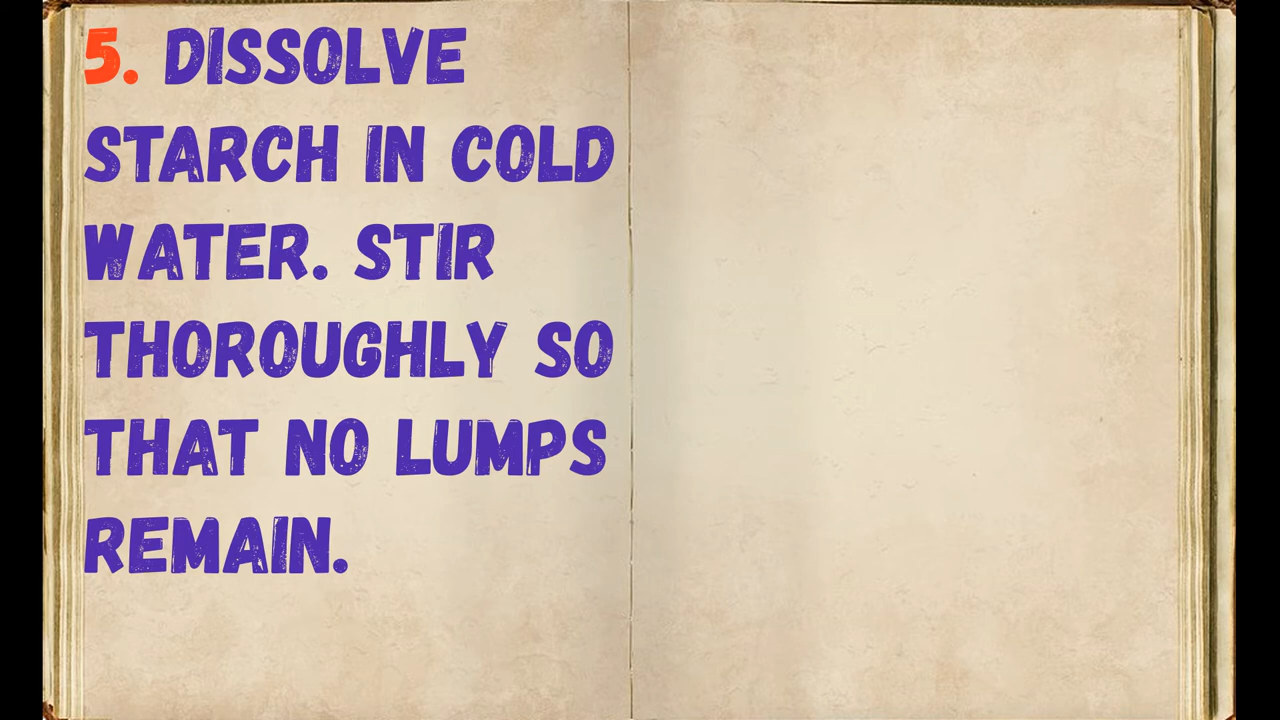 5. DISSOLVE
STARCH IN COLD
WATER. STIR
THOROUGHLY SO
THAT NO LUMPS
REMAIN.